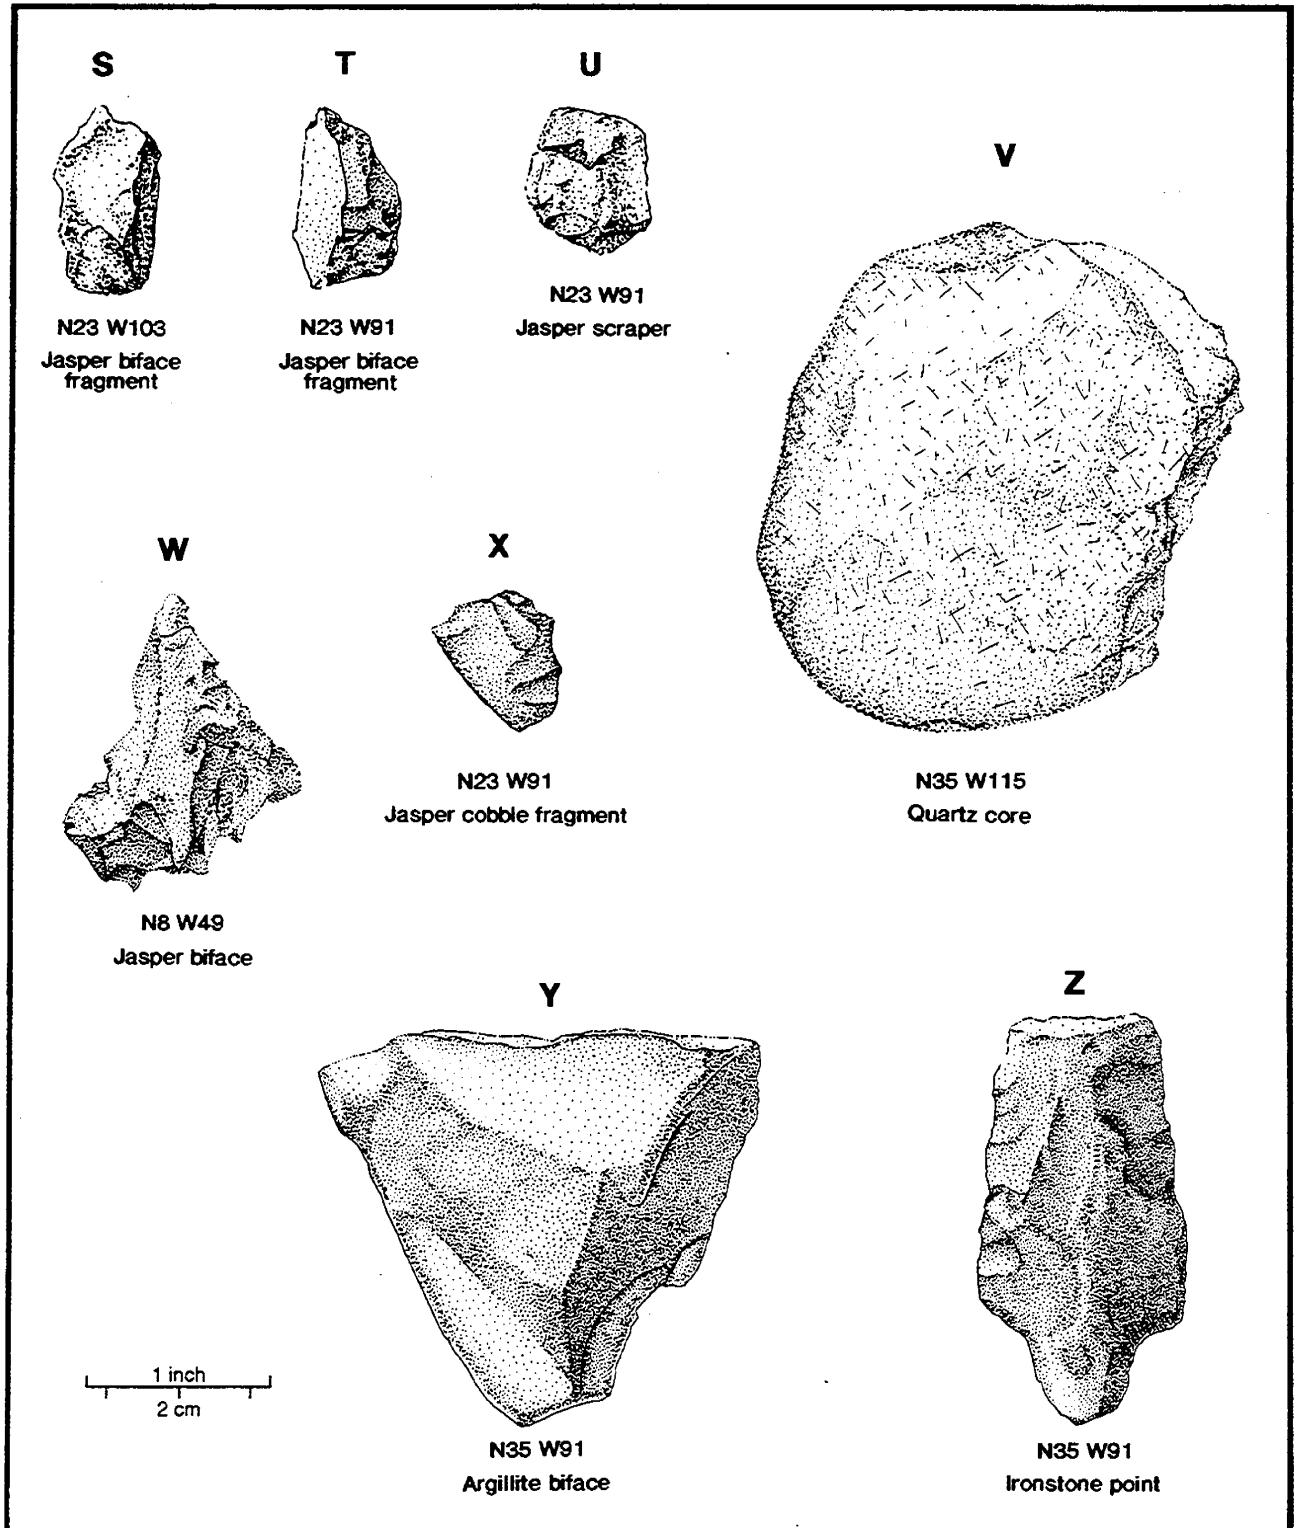 S
T
U
V
N23 W103
Jasper biface
fragment
N23 W91
Jasper biface
fragment
N23 W91
Jasper scraper
W
X
N23 W91
Jasper cobble fragment
N35 W115
Quartz core
N8 W49
Jasper biface
Y
Z
1 inch
2 cm
N35 W91
Argillite biface
N35 W91
Ironstone point